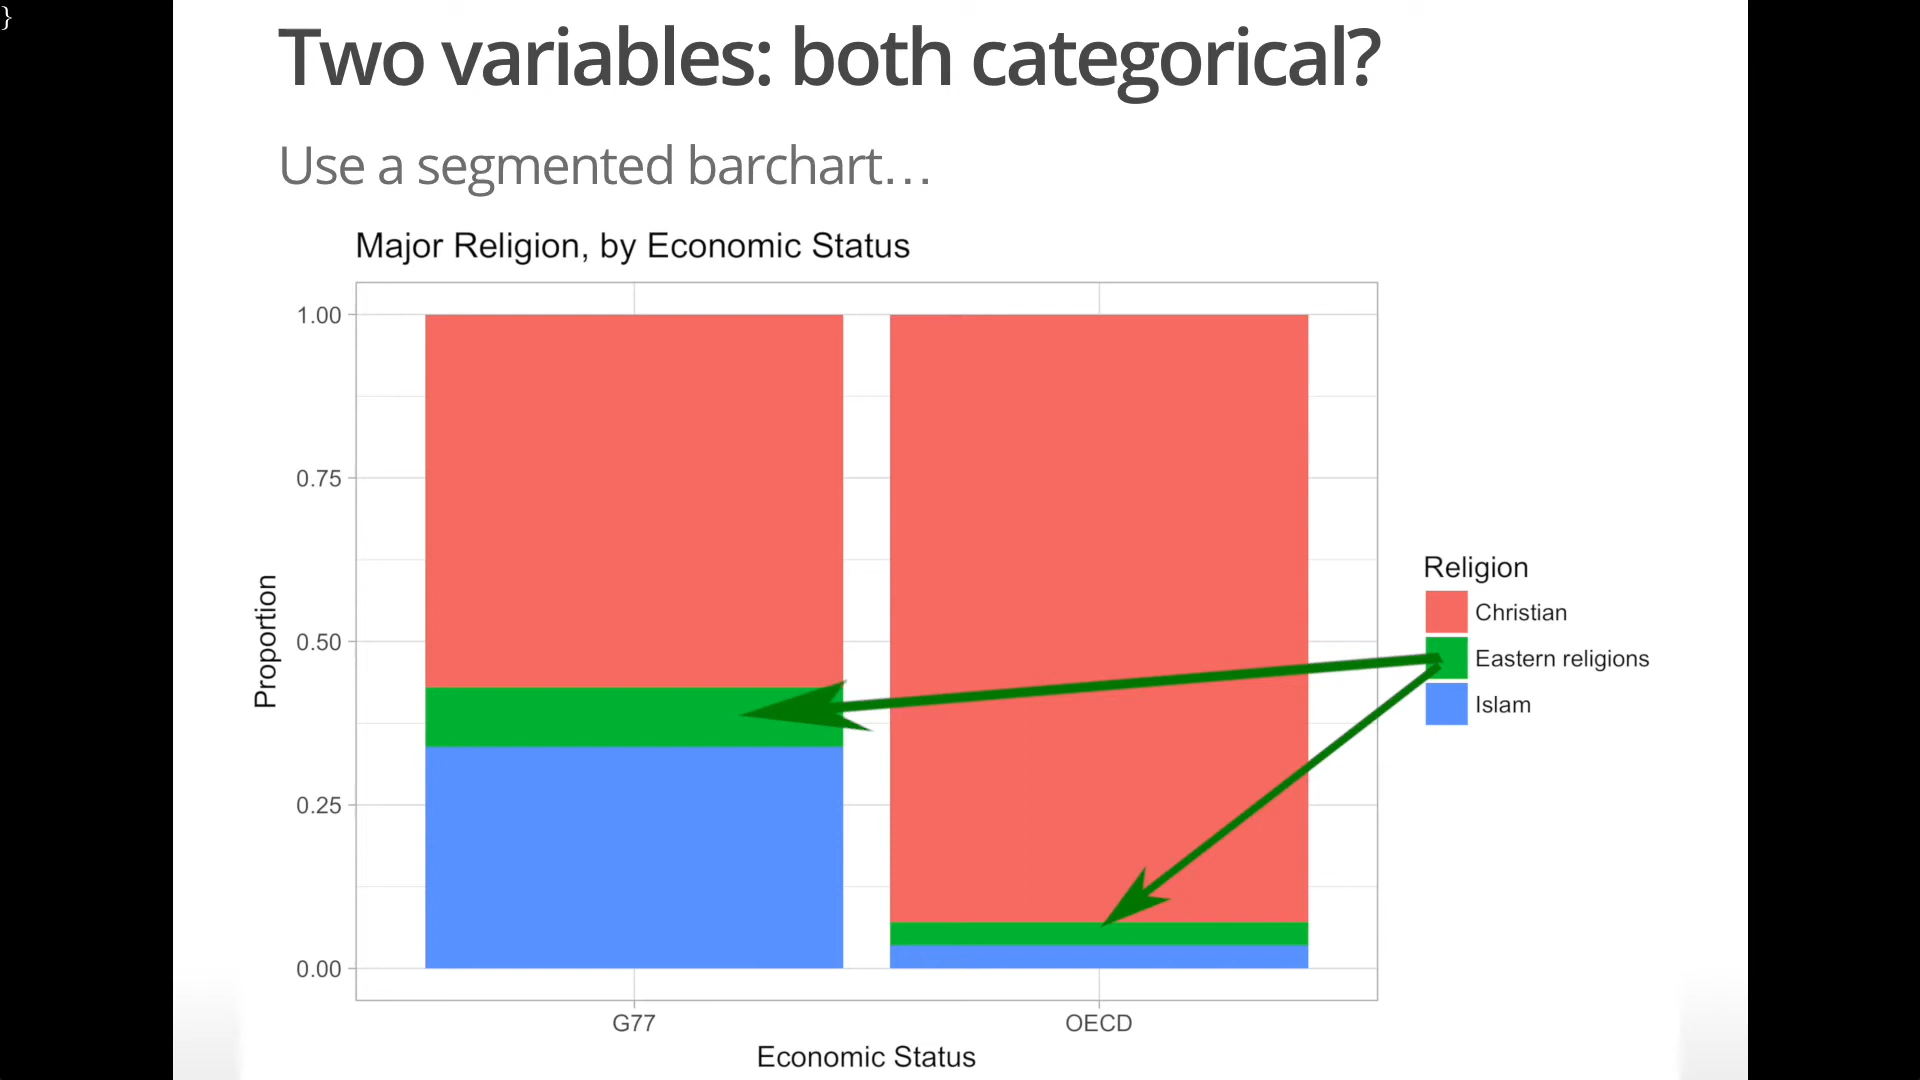 }
Two variables: both categorical?
Use a segmented barchart…
Major Religion, by Economic Status
1.00
0.75
0.50
0.25
0.00
Proportion
G77
OECD
Economic Status
Religion
Christian
Eastern religions
Islam